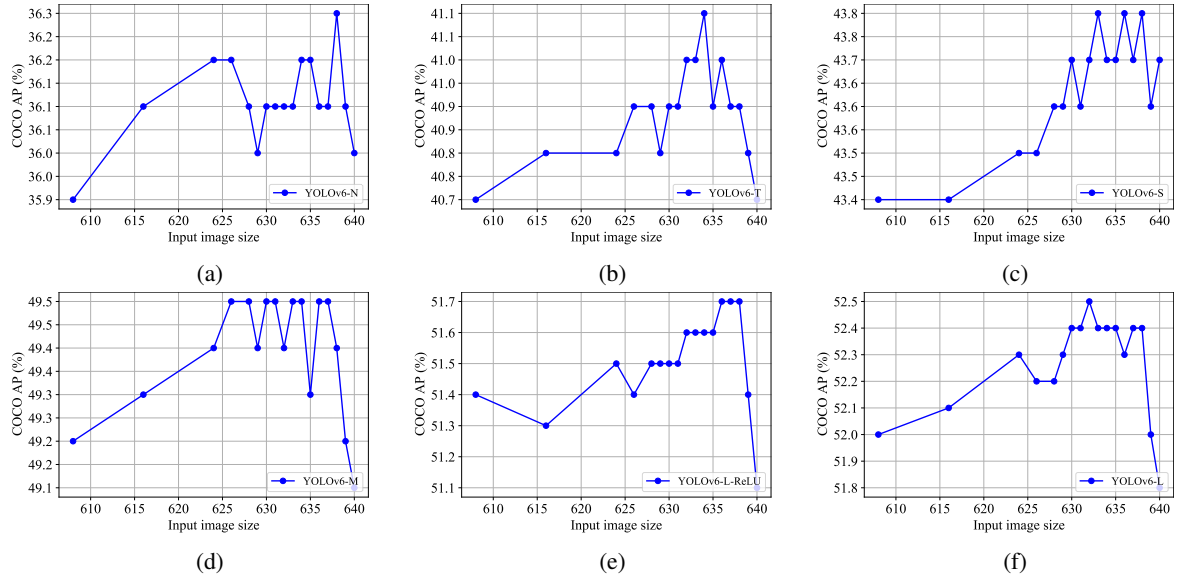 36.3
36.2
36.2
36.1
36.1
36.0
36.0
35.9
COCO AP (%)
610 615 620 625 630 635 640
Input image size
YOLOv6-N
(a)
41.1
41.1
41.0
40.9
40.9
40.8
40.8
40.7
COCO AP (%)
610 615 620 625 630 635 640
Input image size
YOLOv6-T
(b)
43.8
43.8
43.7
43.6
43.6
43.5
43.5
43.4
COCO AP (%)
610 615 620 625 630 635 640
Input image size
YOLOv6-S
(c)
49.5
49.5
49.4
49.4
49.3
49.2
49.2
49.1
COCO AP (%)
610 615 620 625 630 635 640
Input image size
YOLOv6-M
(d)
51.7
51.6
51.5
51.4
51.3
51.2
51.1
COCO AP (%)
610 615 620 625 630 635 640
Input image size
YOLOv6-L-ReLU
(e)
52.5
52.4
52.3
52.2
52.1
52.0
51.9
51.8
COCO AP (%)
610 615 620 625 630 635 640
Input image size
YOLOv6-L
(f)